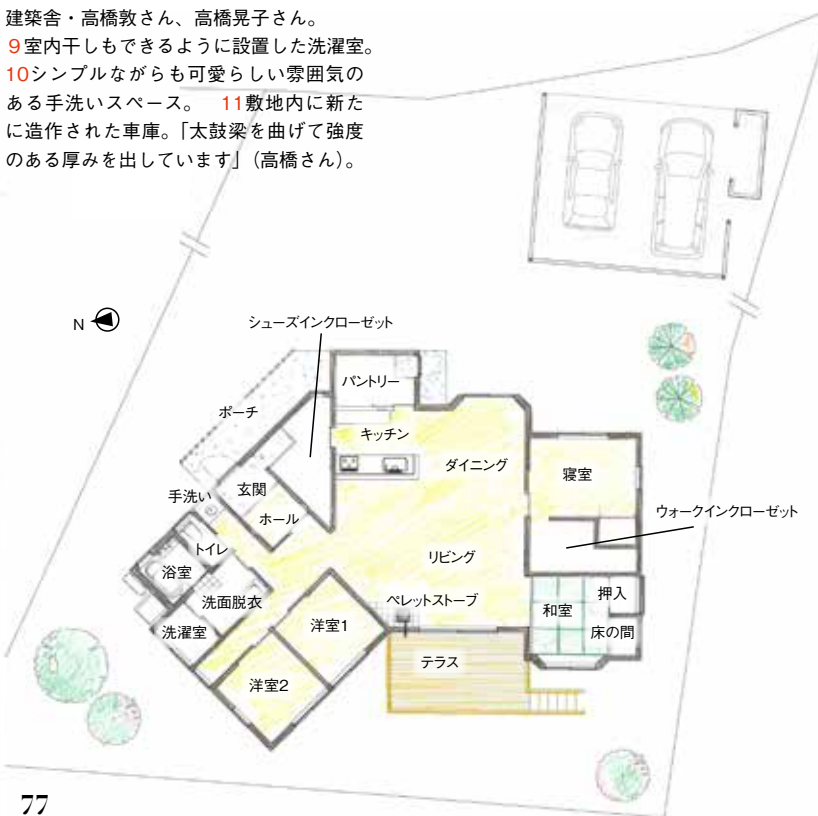 建築舎・高橋敦さん、高橋晃子さん。
9室内干しもできるように設置した洗濯室。
10シンプルながらも可愛らしい雰囲気の
ある手洗いスペース。 11敷地内に新た
に造作された車庫。「太鼓梁を曲げて強度
のある厚みを出しています」(高橋さん)。
N
シューズインクローゼット
パントリー
ポーチ
キッチン
ダイニング
寝室
手洗い
玄関
ホール
ウォークインクローゼット
トイレ
浴室
リビング
洗面脱衣
ペレットストーブ
和室
押入
洗濯室
洋室1
床の間
テラス
洋室2
77